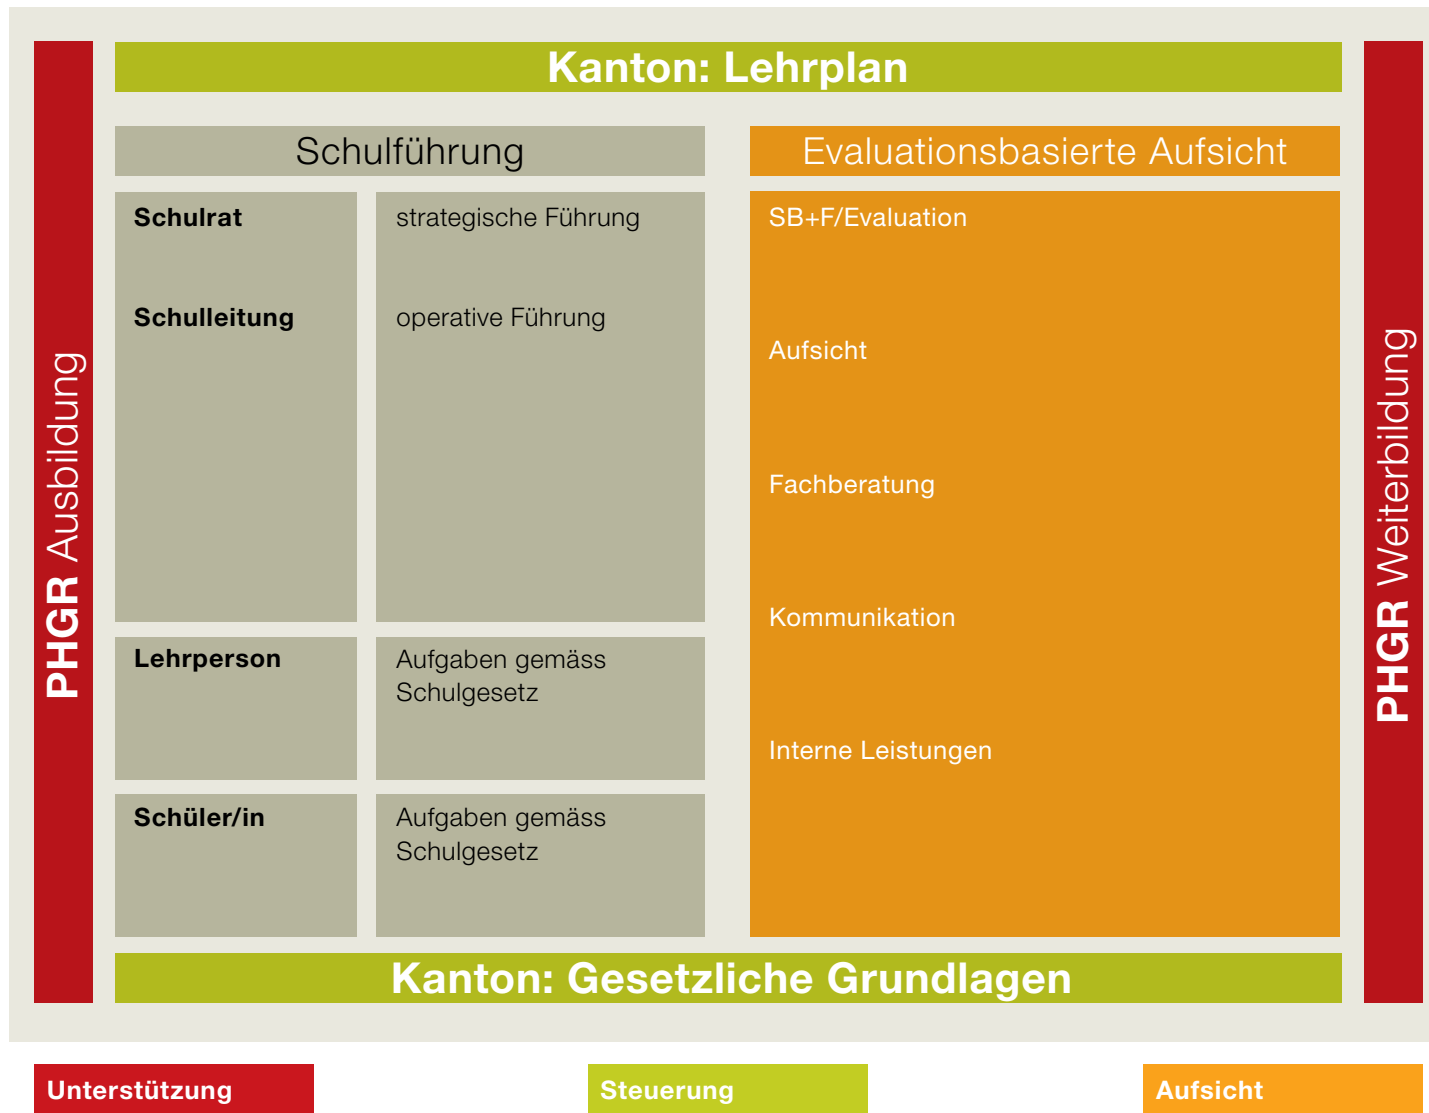 Kanton: Lehrplan
PHGR Ausbildung
Schulführung
Schulrat
strategische Führung
Schulleitung
operative Führung
Lehrperson
Aufgaben gemäss
Schulgesetz
Schüler/in
Aufgaben gemäss
Schulgesetz
Evaluationsbasierte Aufsicht
SB+F/Evaluation
Aufsicht
Fachberatung
Kommunikation
Interne Leistungen
PHGR Weiterbildung
Kanton: Gesetzliche Grundlagen
Unterstützung
Steuerung
Aufsicht